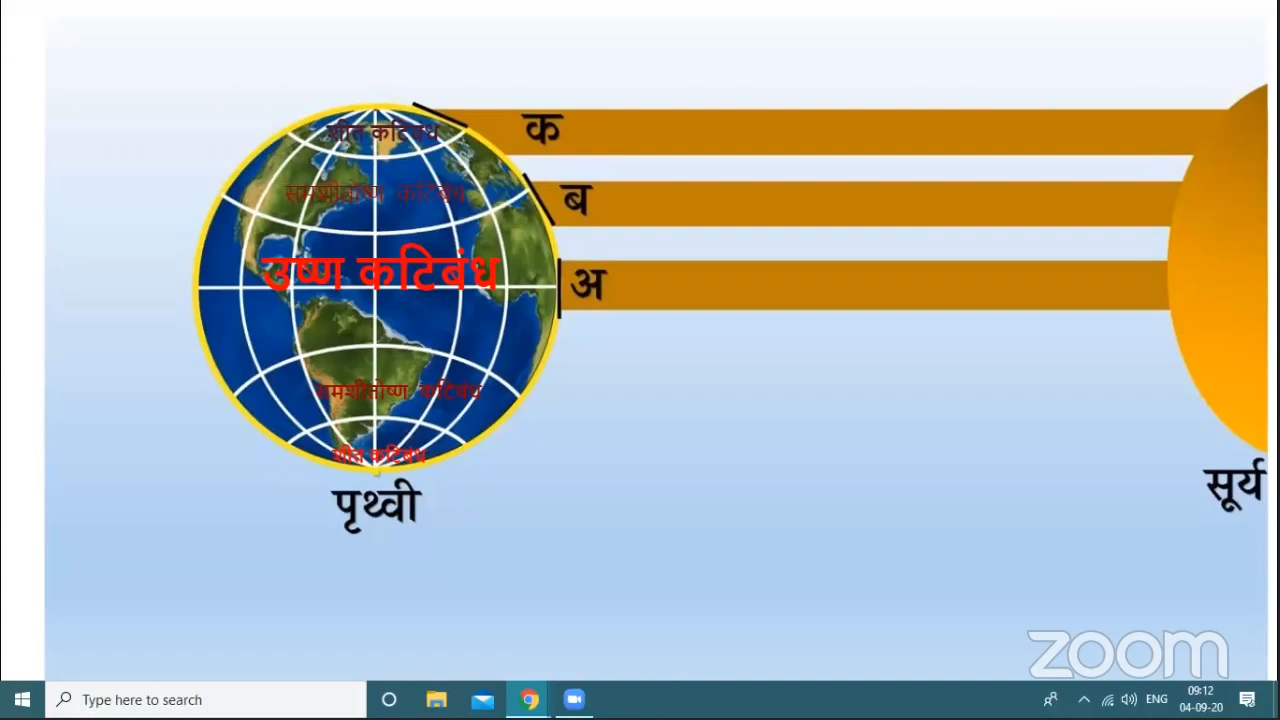 शीत कटिबंध
क
समशीतोष्ण कटिबंध
ब
उष्ण कटिबंध
अ
समशीतोष्ण कटिबंध
शीत कटिबंध
पृथ्वी
सूर्य
zoom
Type here to search
ENG
09:12
04-09-20